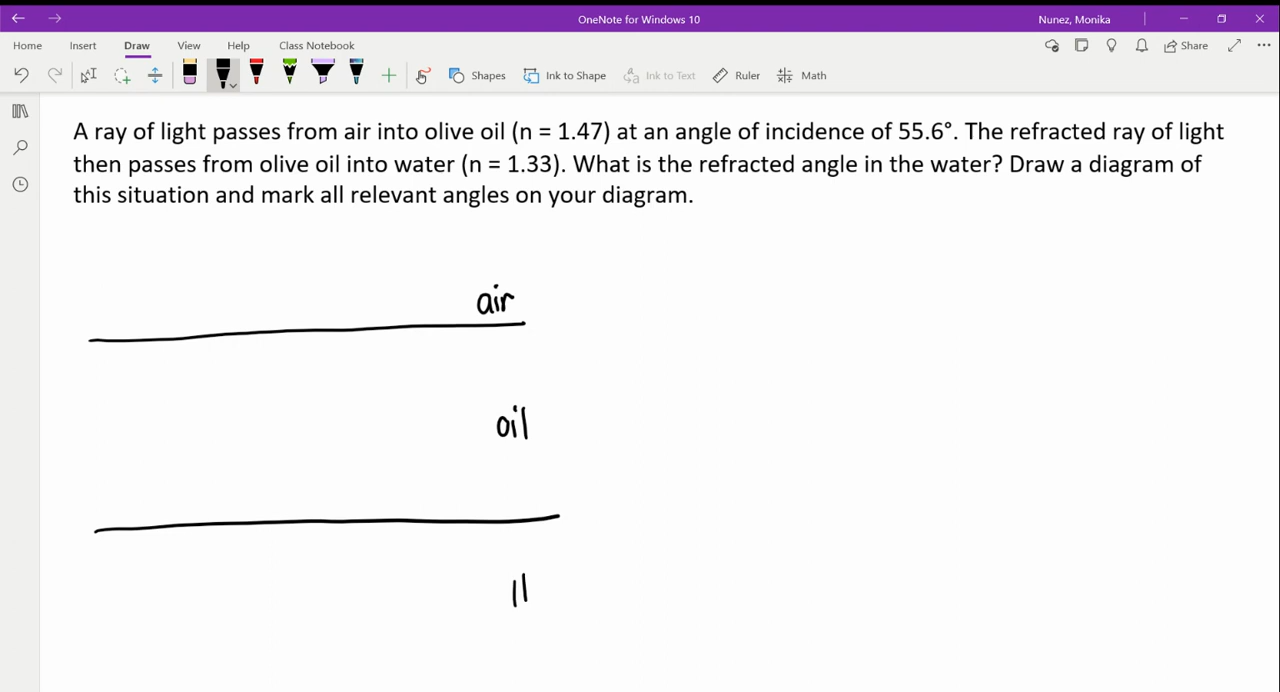 OneNote for Windows 10
Nunez, Monika
Home Insert Draw View Help Class Notebook
Share
Shapes Ink to Shape Ink to Text Ruler Math
A ray of light passes from air into olive oil (n = 1.47) at an angle of incidence of 55.6°. The refracted ray of light
then passes from olive oil into water (n = 1.33). What is the refracted angle in the water? Draw a diagram of
this situation and mark all relevant angles on your diagram.
air
oil